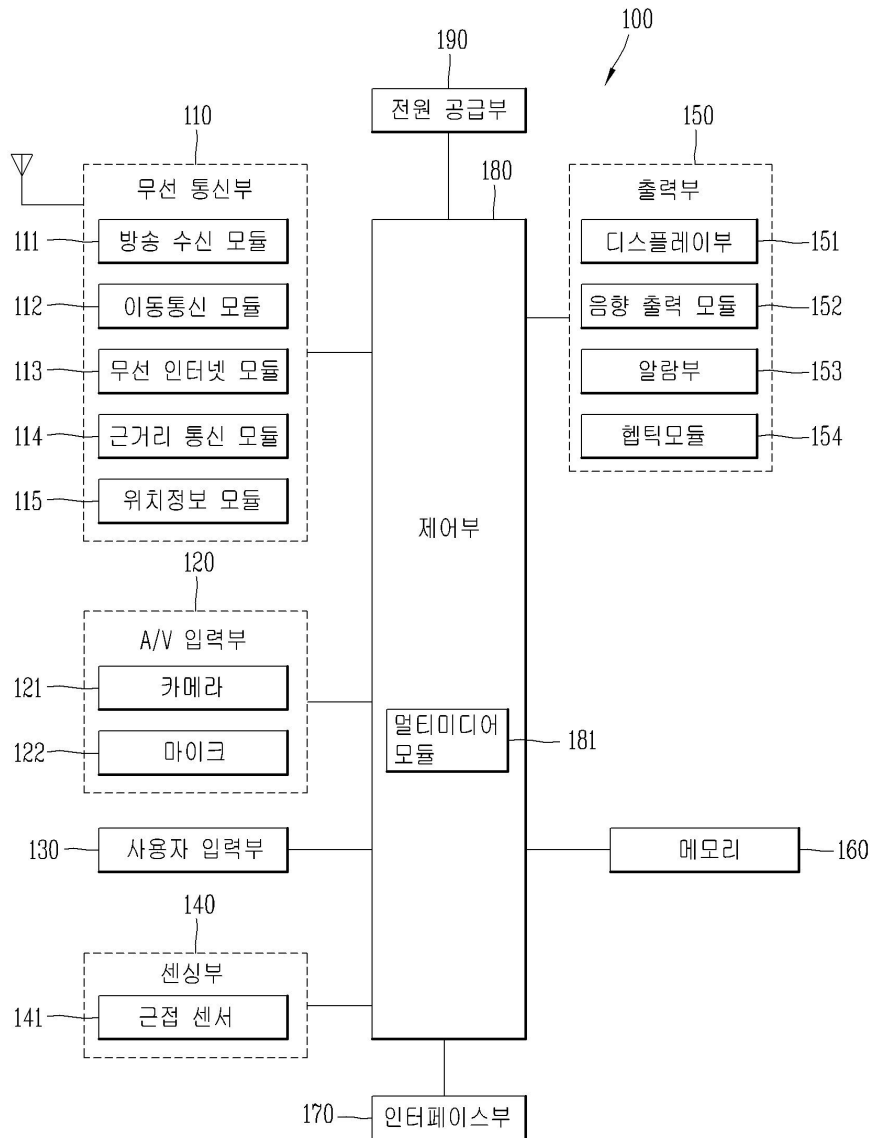 100
190
전원 공급부
110
무선 통신부
111
방송 수신 모듈
112
이동통신 모듈
113
무선 인터넷 모듈
114
근거리 통신 모듈
115
위치정보 모듈
120
A/V 입력부
121
카메라
122
마이크
130
사용자 입력부
140
센싱부
141
근접 센서
180
제어부
멀티미디어
모듈
181
150
출력부
디스플레이부
151
음향 출력 모듈
152
알람부
153
헵틱모듈
154
메모리
160
170
인터페이스부